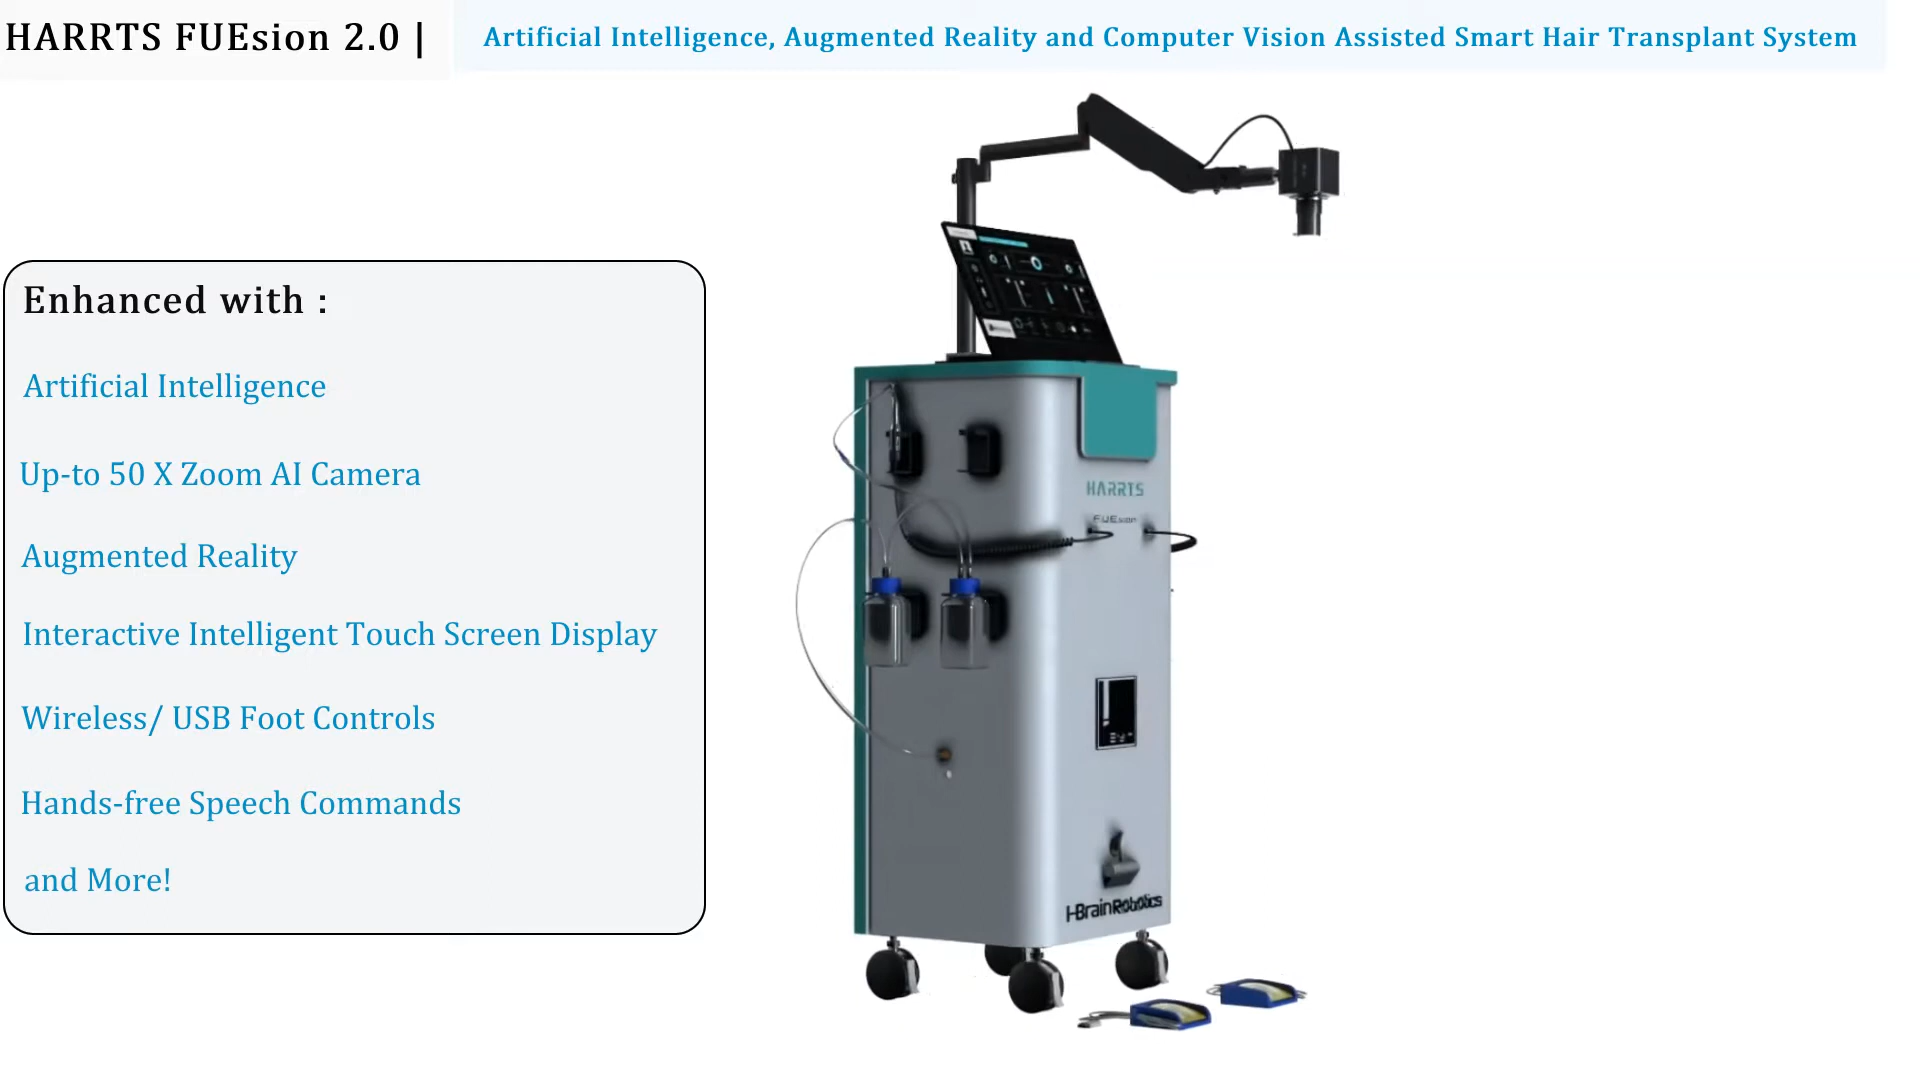 HARRTS FUEsion 2.0 |
Artificial Intelligence, Augmented Reality and Computer Vision Assisted Smart Hair Transplant System
Enhanced with :
Artificial Intelligence
Up-to 50 X Zoom AI Camera
Augmented Reality
Interactive Intelligent Touch Screen Display
Wireless/ USB Foot Controls
Hands-free Speech Commands
and More!
HARRTS
FUEsion
I-BrainRobotics